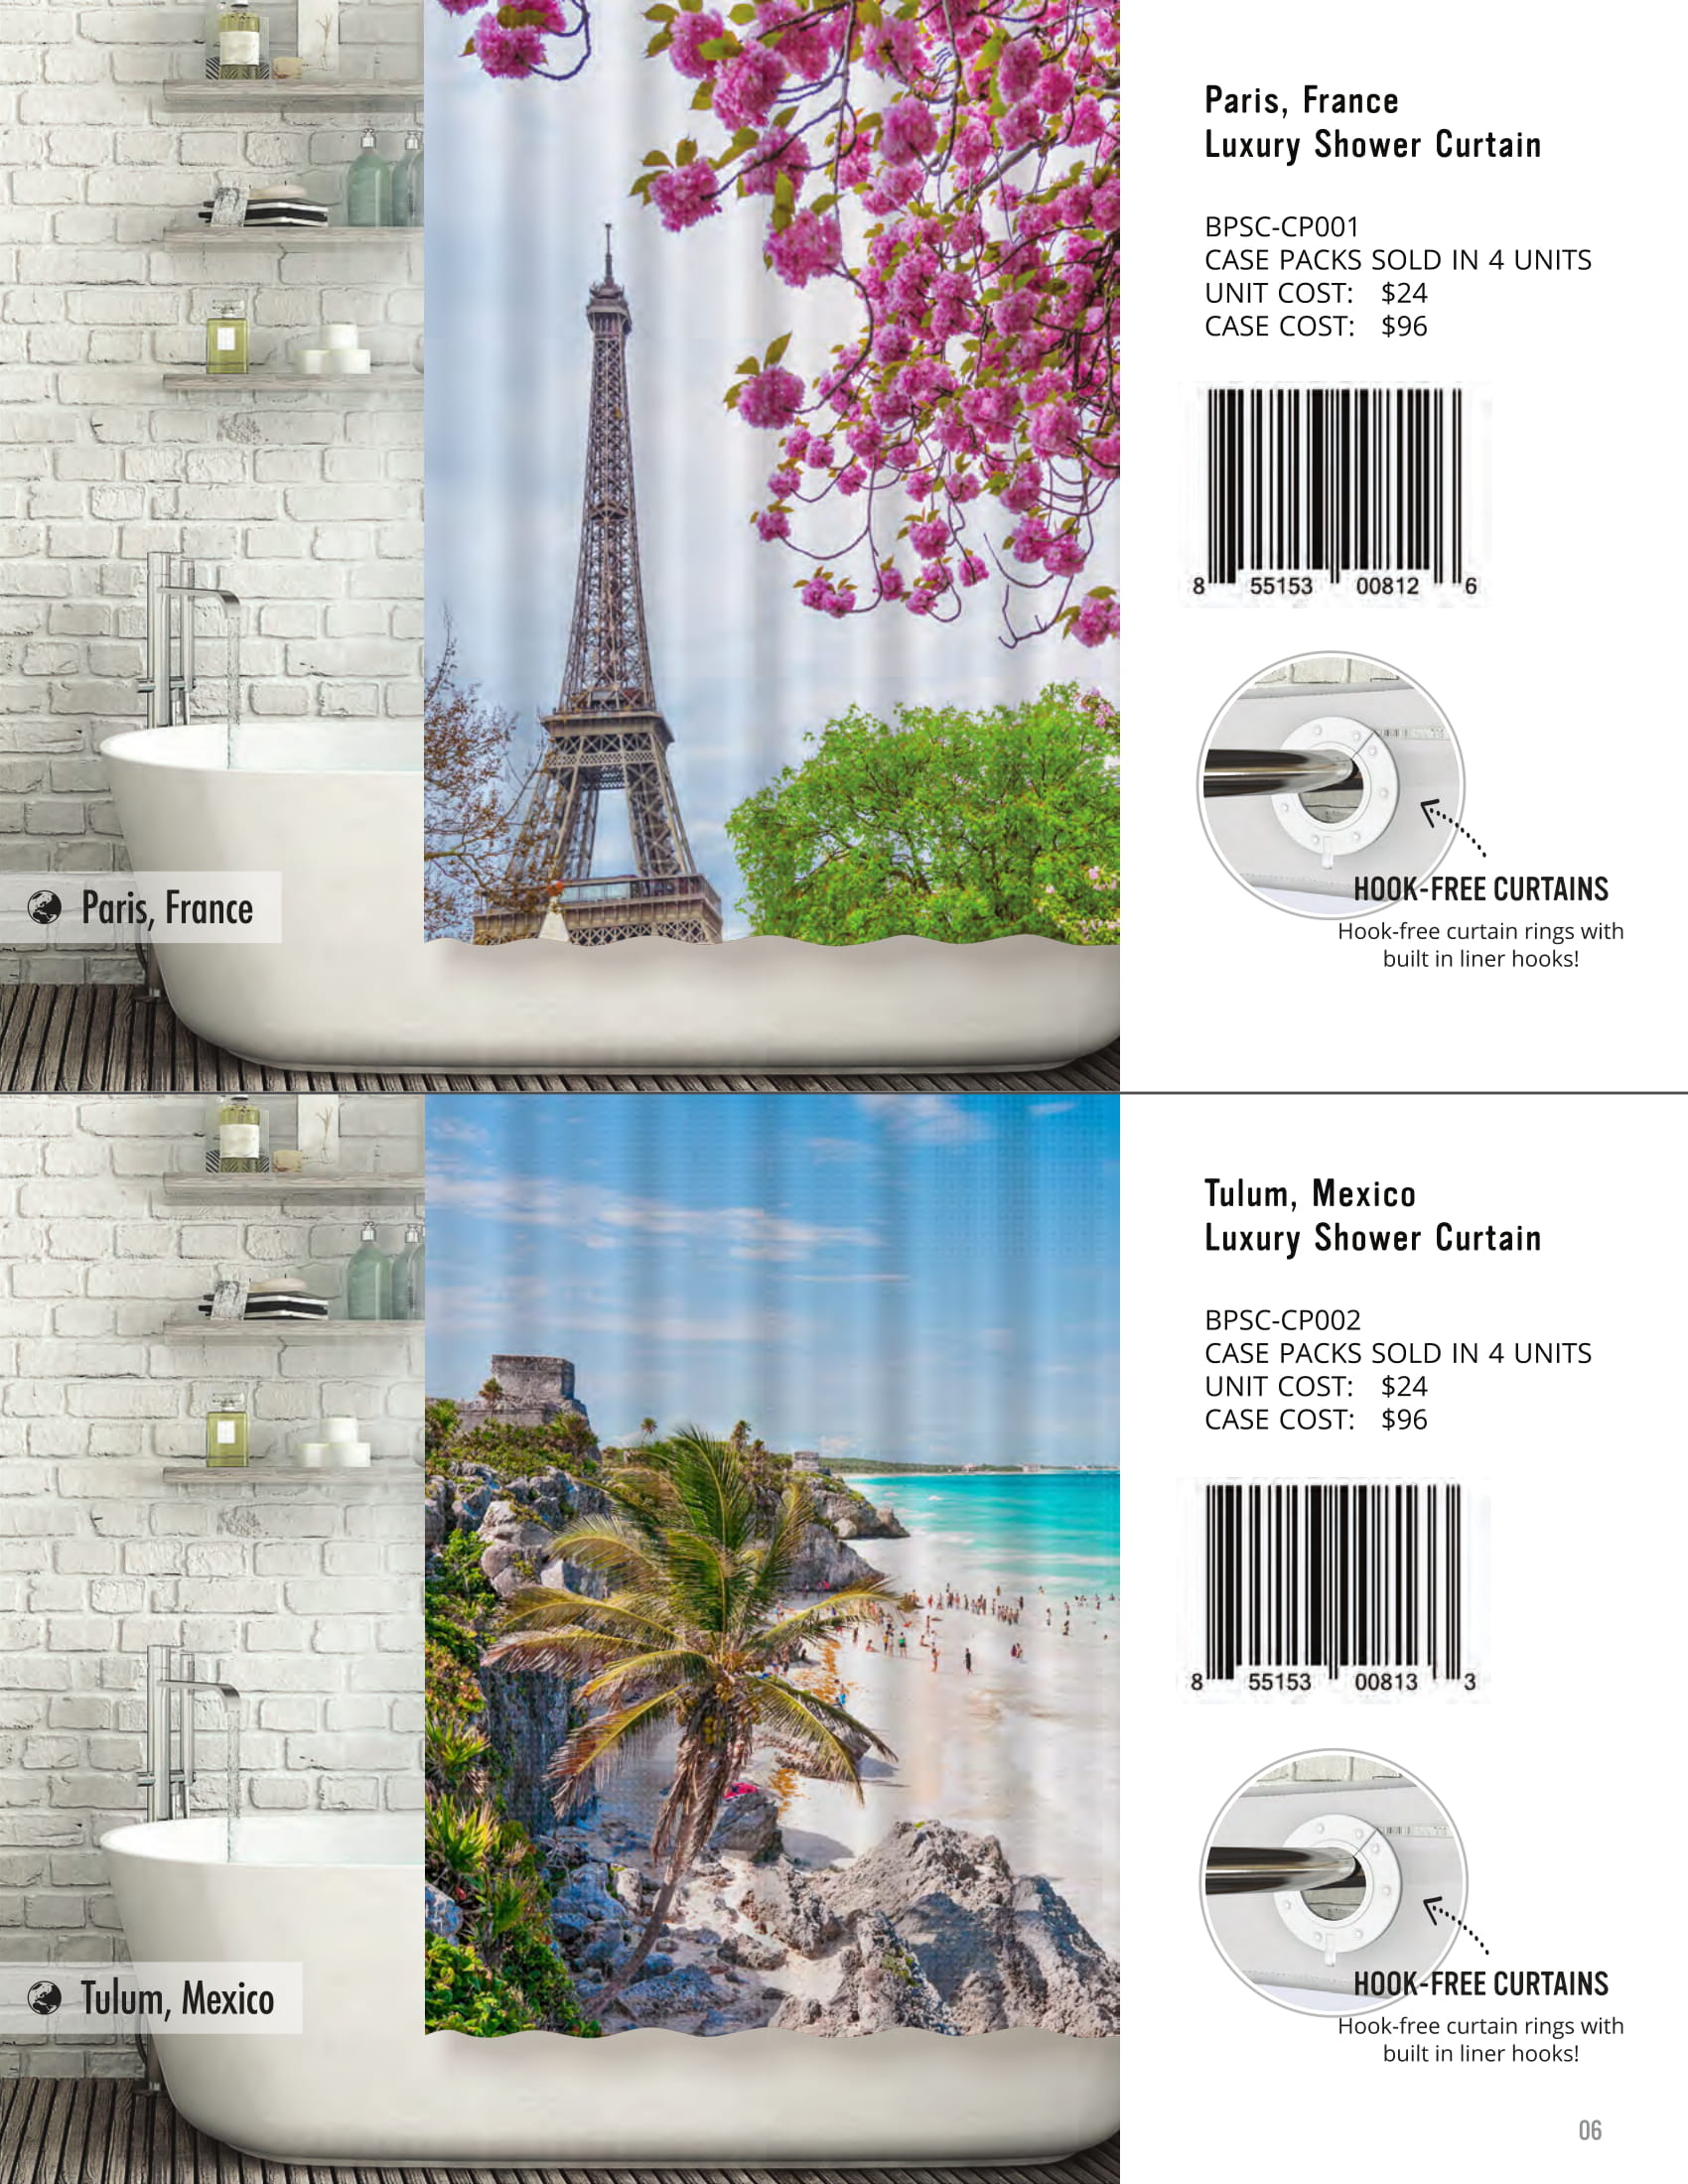 Paris, France
Luxury Shower Curtain
BPSC-CP001
CASE PACKS SOLD IN 4 UNITS
UNIT COST: $24
CASE COST: $96
8 55153 00812 6
HOOK-FREE CURTAINS
Hook-free curtain rings with
built in liner hooks!
Paris, France
Tulum, Mexico
Luxury Shower Curtain
BPSC-CP002
CASE PACKS SOLD IN 4 UNITS
UNIT COST: $24
CASE COST: $96
8 55153 00813 3
HOOK-FREE CURTAINS
Hook-free curtain rings with
built in liner hooks!
Tulum, Mexico
06